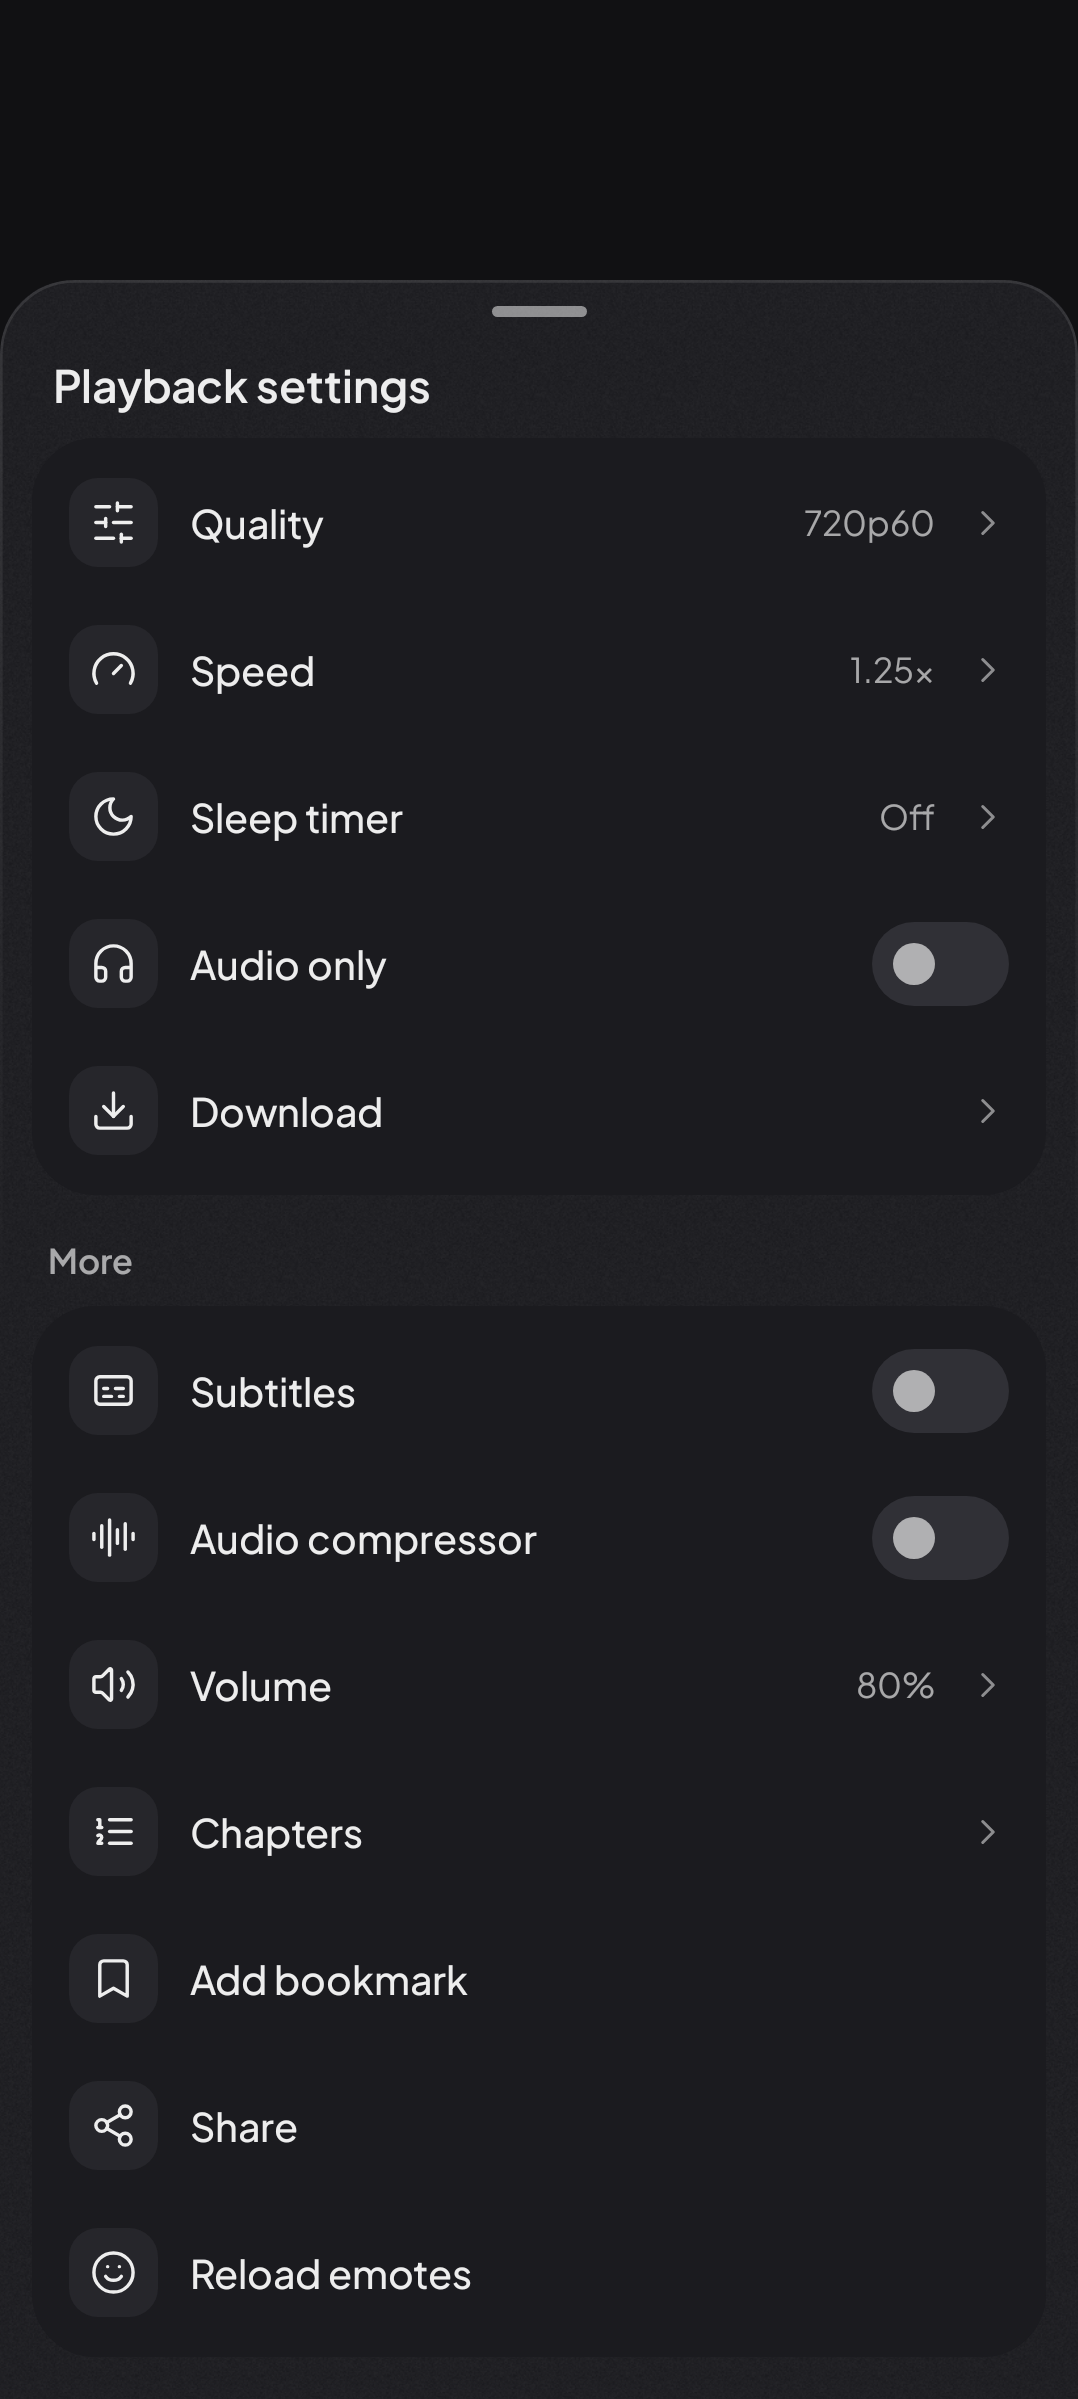 Playback settings
Quality 720p60
Speed 1.25×
Sleep timer Off
Audio only
Download
More
Subtitles
Audio compressor
Volume 80%
Chapters
Add bookmark
Share
Reload emotes